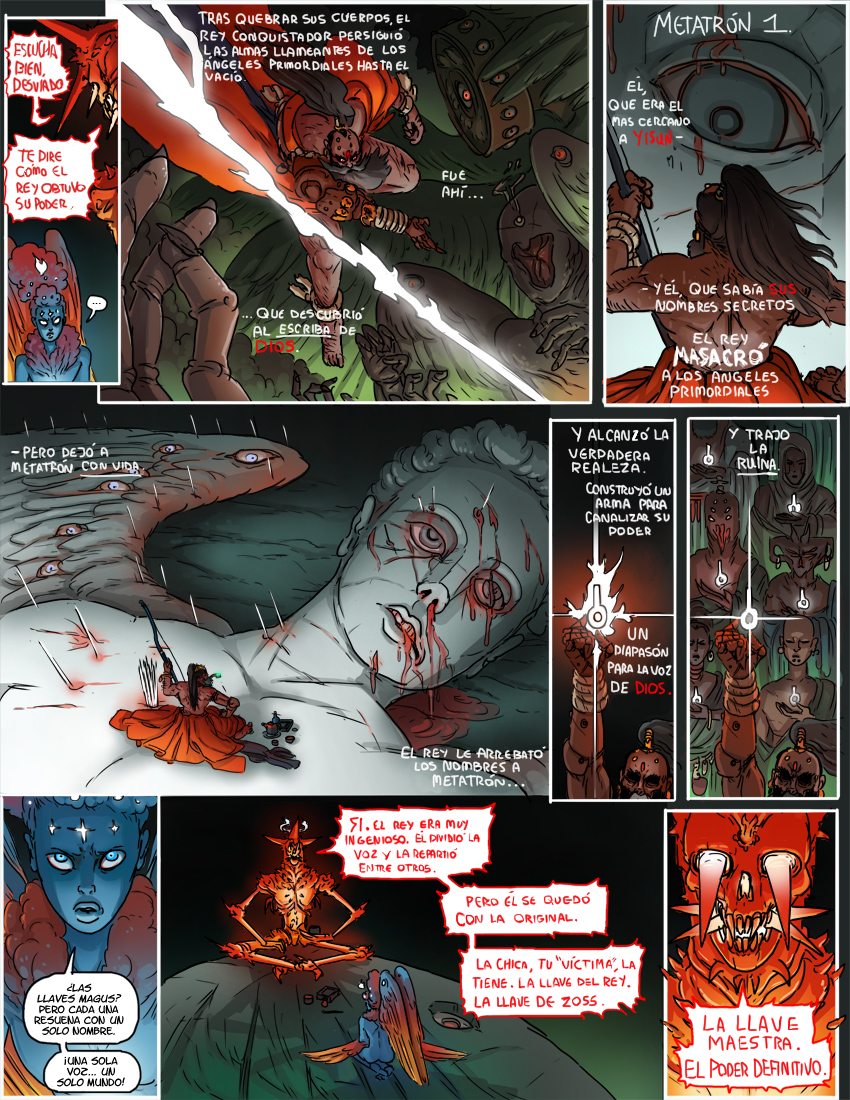 ESCUCHA
BIEN,
DESVIADO
TE DIRE
CÓMO EL
REY OBTUVO
SU PODER.
...
TRAS QUEBRAR SUS CUERPOS, EL
REY CONQUISTADOR PERSIGUIÓ
LAS ALMAS LLAMEANTES DE LOS
ÁNGELES PRIMORDIALES HASTA EL
VACÍO.
FUE
AHÍ...
...QUE DESCUBRIÓ
AL ESCRIBA DE
DIOS.
METATRÓN 1.
ÉL,
QUE ERA EL
MAS CERCANO
A YISUN-
- Y ÉL, QUE SABÍA SUS
NOMBRES SECRETOS
EL REY
MASACRÓ
A LOS ÁNGELES
PRIMORDIALES
- PERO DEJÓ A
METATRÓN CON VIDA.
EL REY LE ARREBATÓ
LOS NOMBRES A
METATRÓN...
Y ALCANZÓ LA
VERDADERA
REALEZA.
CONSTRUYÓ UN
ARMA PARA
CANALIZAR SU
PODER
UN
DIAPASÓN
PARA LA VOZ
DE DIOS.
Y TRAJO
LA
RUINA.
¿LAS
LLAVES MAGUS?
PERO CADA UNA
RESUENA CON UN
SOLO NOMBRE.
¡UNA SOLA
VOZ... UN
SOLO MUNDO!
SI. EL REY ERA MUY
INGENIOSO. ÉL DIVIDIÓ LA
VOZ Y LA REPARTIÓ
ENTRE OTROS.
PERO ÉL SE QUEDÓ
CON LA ORIGINAL.
LA CHICA, TU "VÍCTIMA", LA
TIENE. LA LLAVE DEL REY.
LA LLAVE DE ZOSS.
LA LLAVE
MAESTRA.
EL PODER DEFINITIVO.